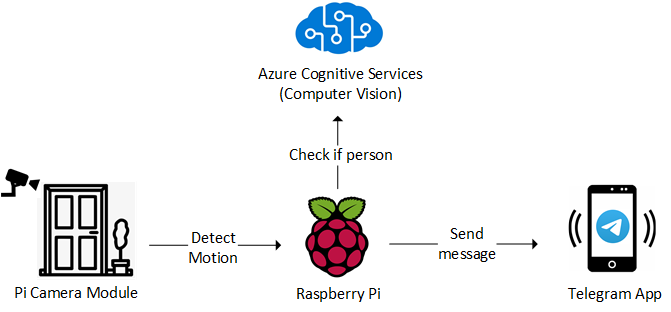 Azure Cognitive Services
(Computer Vision)
Check if person
Detect
Motion
Send
message
Pi Camera Module
Raspberry Pi
Telegram App